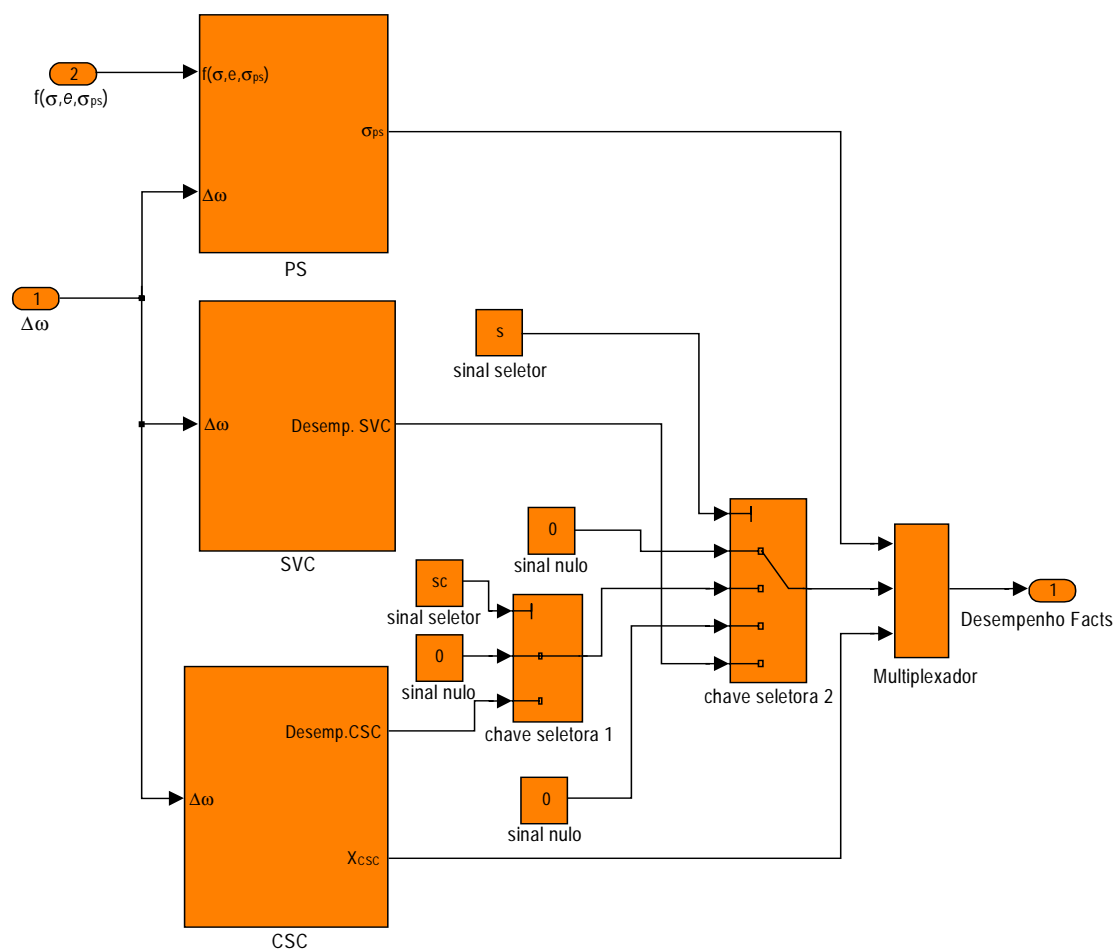 2
f(σ,e,σps)
f(σ,e,σps)
σps
Δω
PS
1
Δω
s
sinal seletor
Δω
Desemp. SVC
SVC
0
sinal nulo
sc
sinal seletor
0
sinal nulo
chave seletora 1
chave seletora 2
Multiplexador
1
Desempenho Facts
Desemp.CSC
Δω
0
sinal nulo
XCSC
CSC